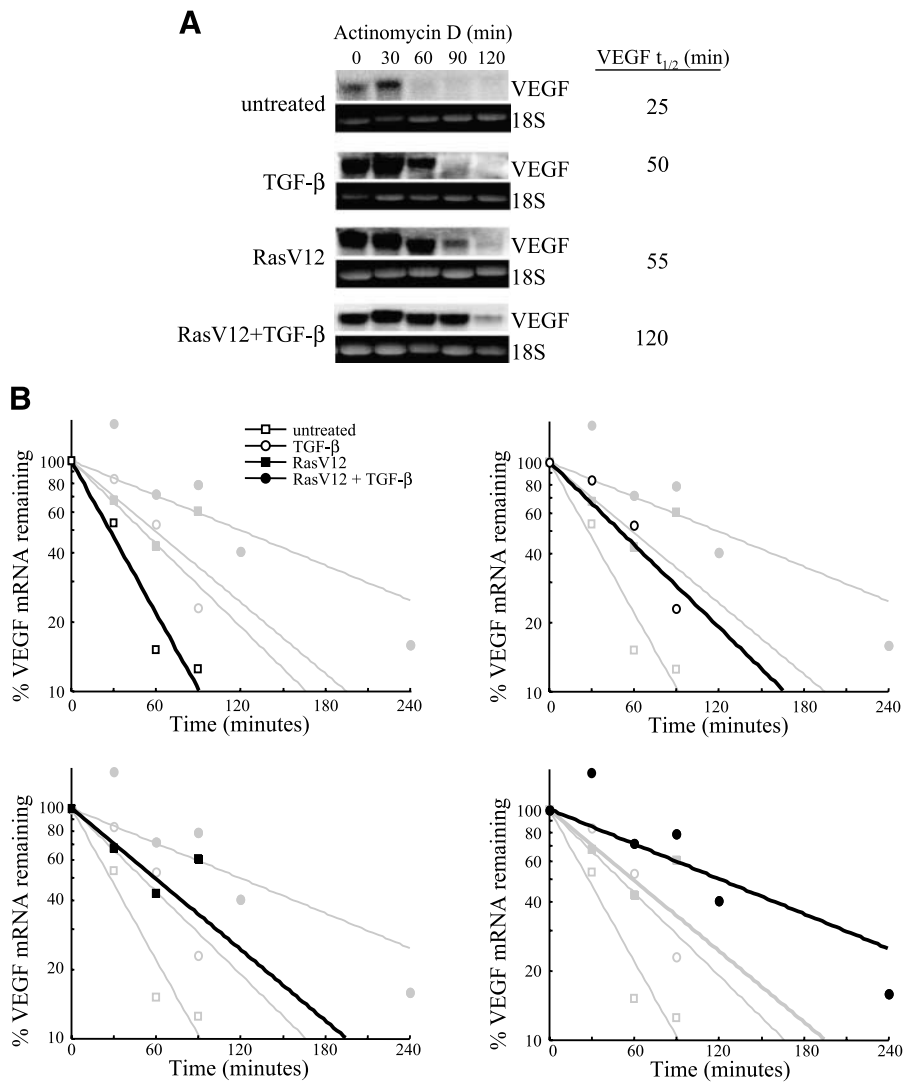 A
Actinomycin D (min)
0 30 60 90 120
VEGF t1/2 (min)
untreated
VEGF
18S
25
TGF-β
VEGF
18S
50
RasV12
VEGF
18S
55
RasV12+TGF-β
VEGF
18S
120
B
% VEGF mRNA remaining
100
80
60
40
20
10
0 60 120 180 240
Time (minutes)
untreated
TGF-β
RasV12
RasV12 + TGF-β
% VEGF mRNA remaining
100
80
60
40
20
10
0 60 120 180 240
Time (minutes)
% VEGF mRNA remaining
100
80
60
40
20
10
0 60 120 180 240
Time (minutes)
% VEGF mRNA remaining
100
80
60
40
20
10
0 60 120 180 240
Time (minutes)